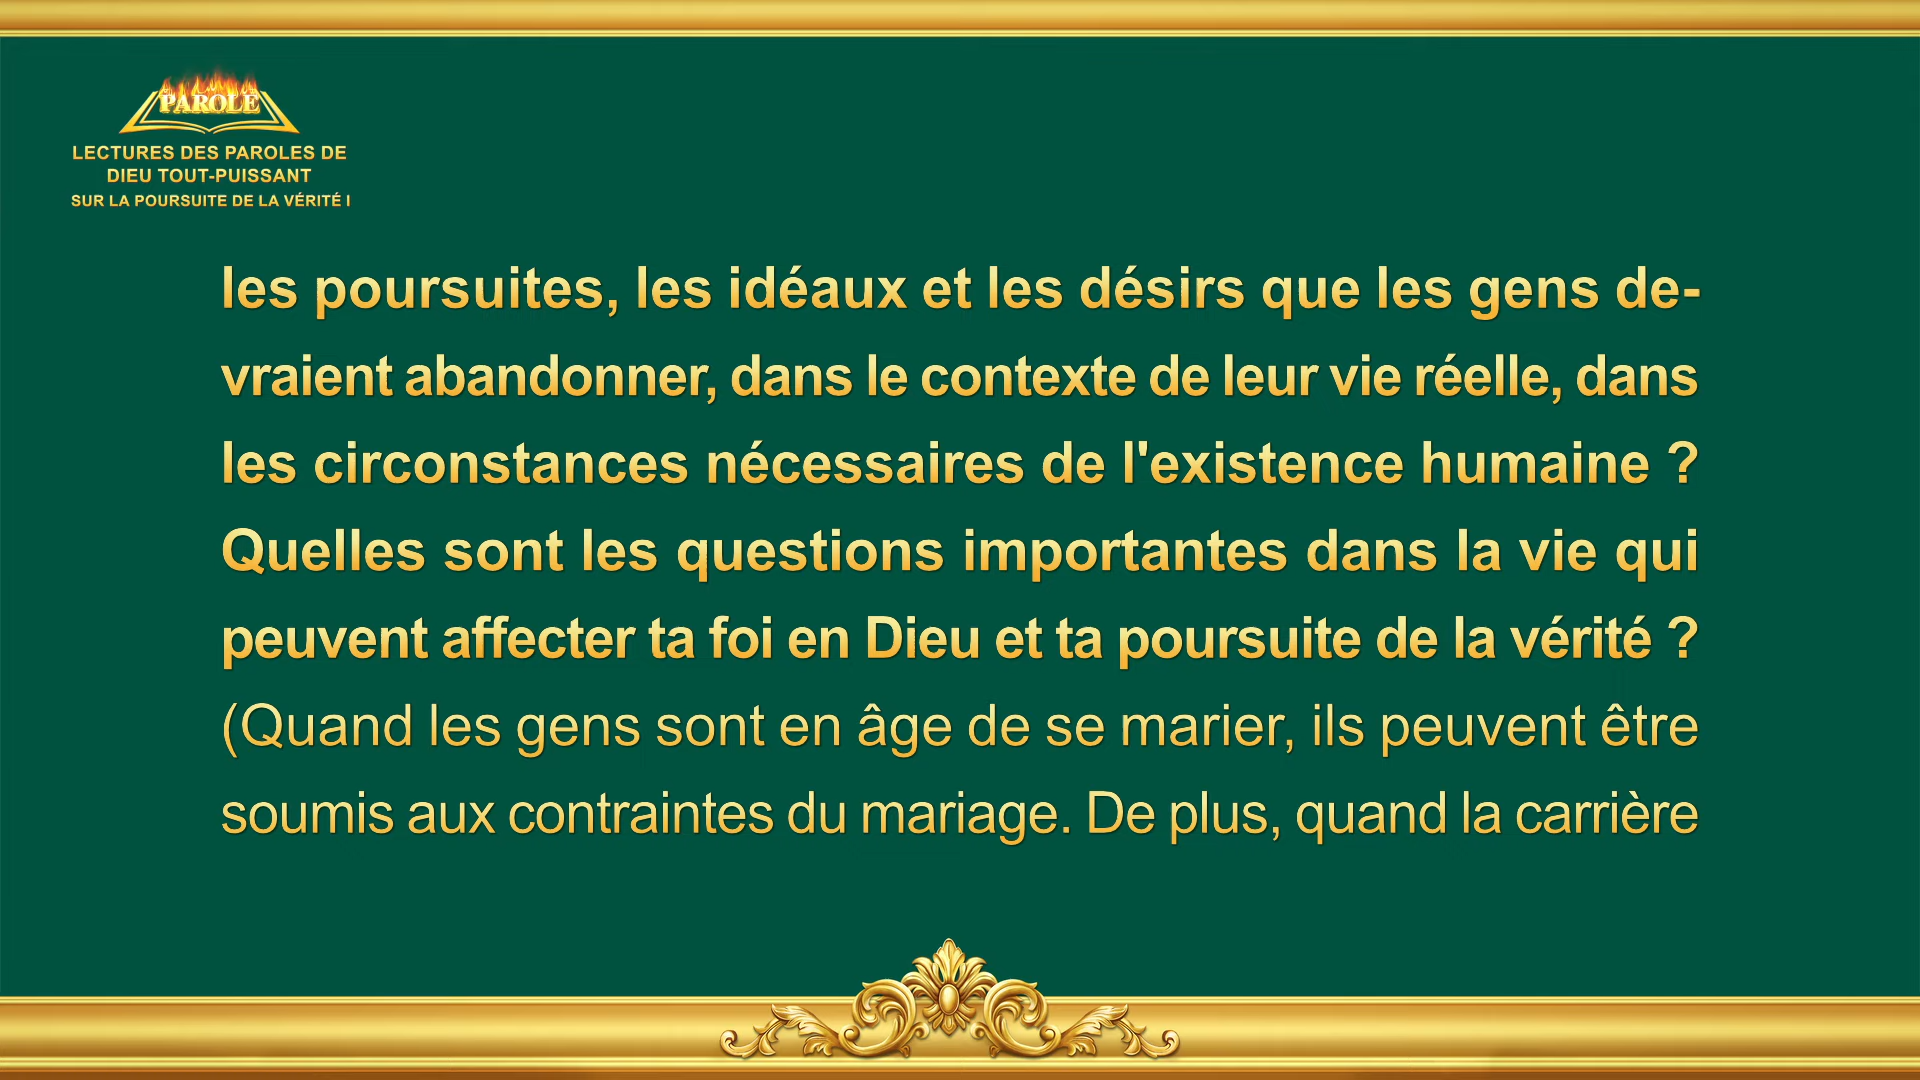 PAROLE
LECTURES DES PAROLES DE
DIEU TOUT-PUISSANT
SUR LA POURSUITE DE LA VÉRITÉ I
les poursuites, les idéaux et les désirs que les gens de-
vraient abandonner, dans le contexte de leur vie réelle, dans
les circonstances nécessaires de l'existence humaine ?
Quelles sont les questions importantes dans la vie qui
peuvent affecter ta foi en Dieu et ta poursuite de la vérité ?
(Quand les gens sont en âge de se marier, ils peuvent être
soumis aux contraintes du mariage. De plus, quand la carrière